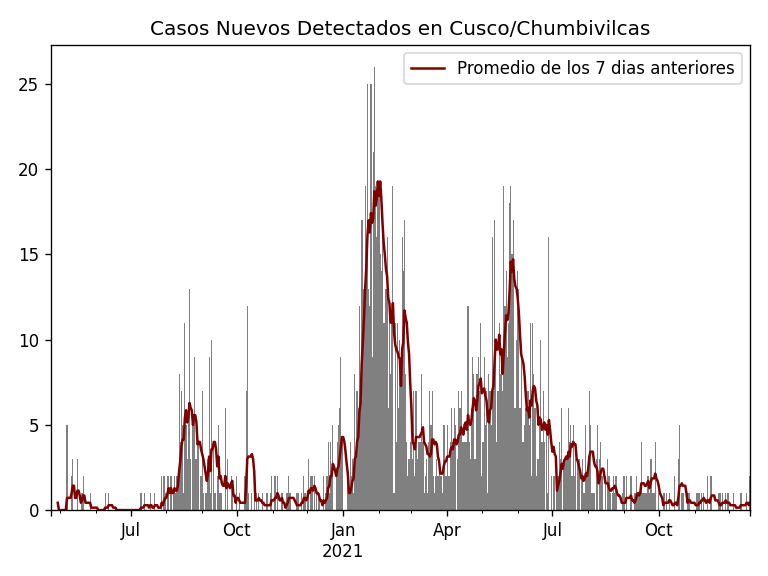 Casos Nuevos Detectados en Cusco/Chumbivilcas
Promedio de los 7 dias anteriores
25
20
15
10
5
0
Jul Oct Jan Apr Jul Oct
2021